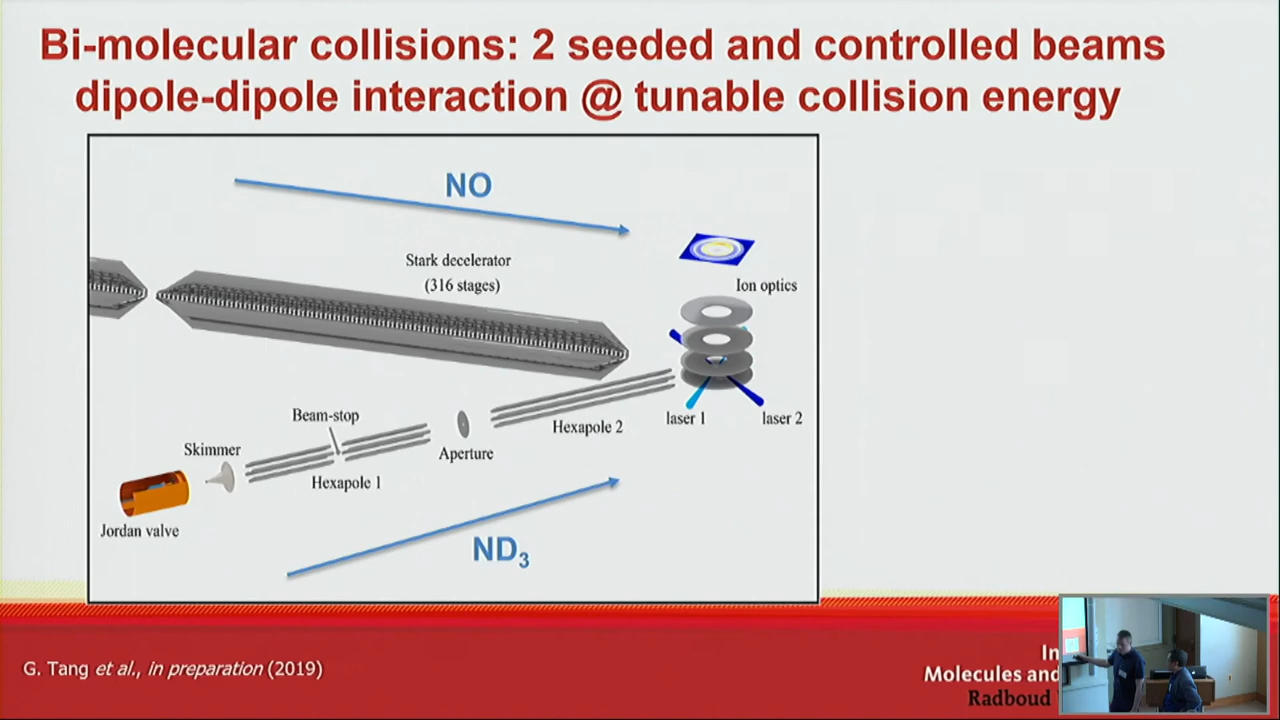 Bi-molecular collisions: 2 seeded and controlled beams
dipole-dipole interaction @ tunable collision energy
NO
Stark decelerator
(316 stages)
Ion optics
Beam-stop
Hexapole 2
laser 1
laser 2
Skimmer
Aperture
Hexapole 1
Jordan valve
ND₃
G. Tang et al., in preparation (2019)
Molecules and
Radboud